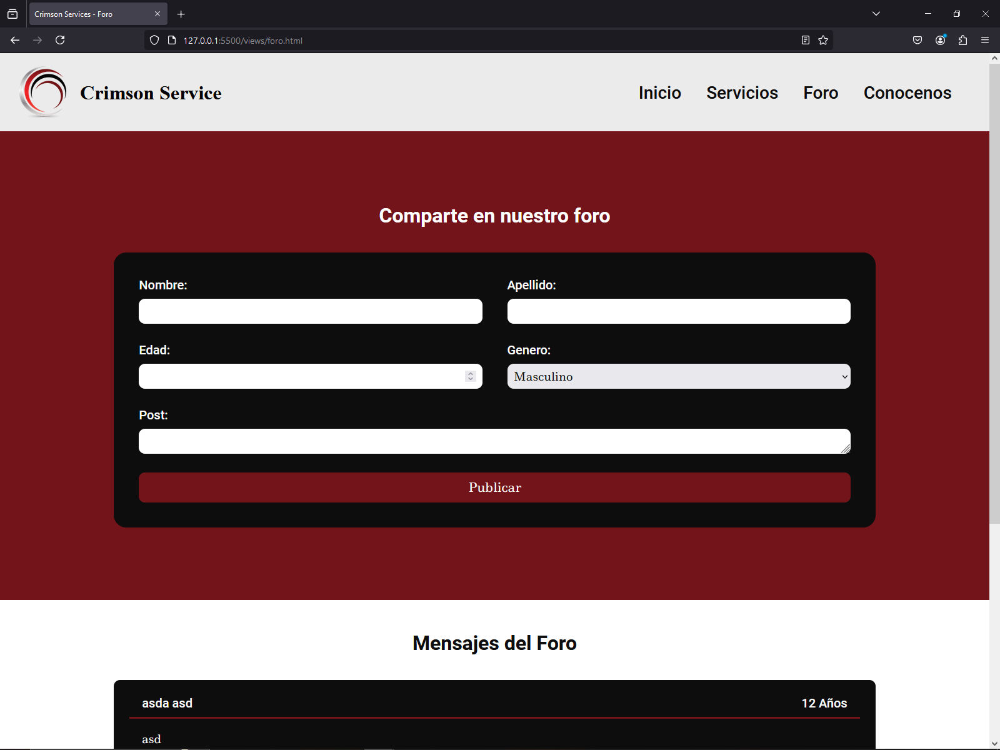 Crimson Services - Foro
127.0.0.1:5500/views/foro.html
Crimson Service
Inicio Servicios Foro Conocenos
Comparte en nuestro foro
Nombre: Apellido:
Edad: Genero:
Masculino
Post:
Publicar
Mensajes del Foro
asda asd 12 Años
asd